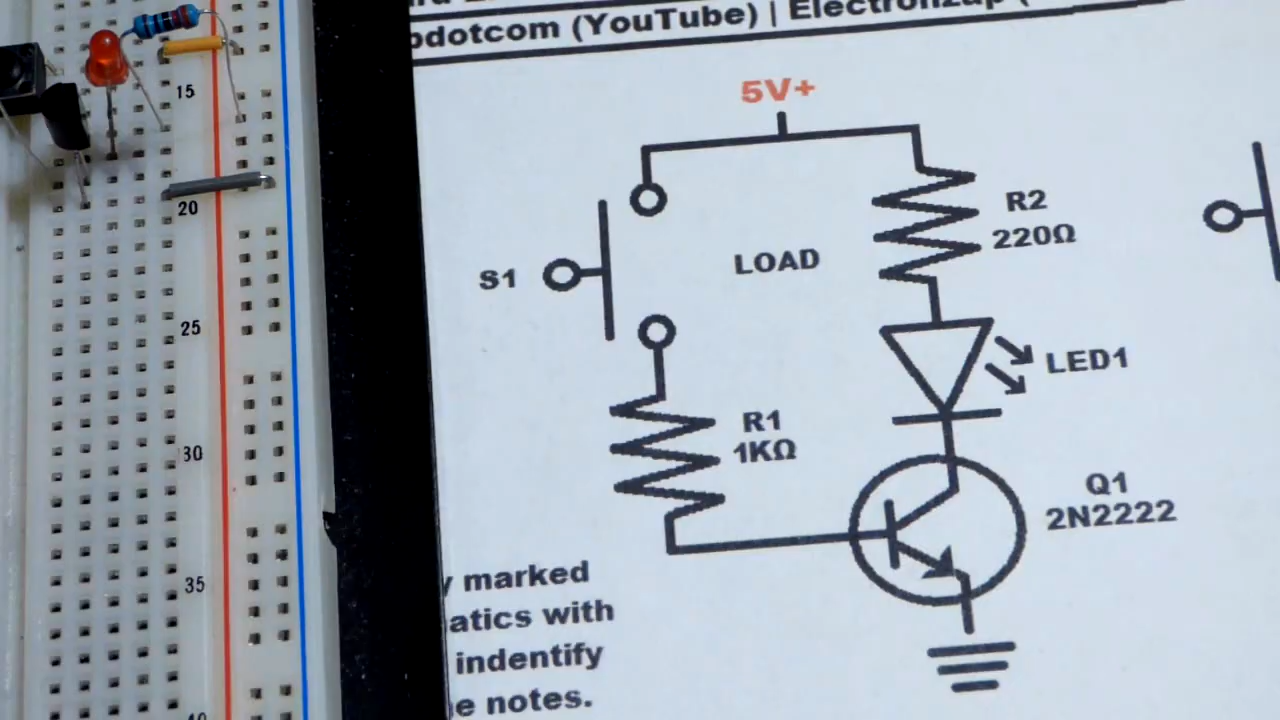 odotcom (YouTube) | Electronzap (
5V+
R2
220Ω
LOAD
S1
LED1
R1
1KΩ
Q1
2N2222
marked
atics with
indentify
e notes.
15
20
25
30
35